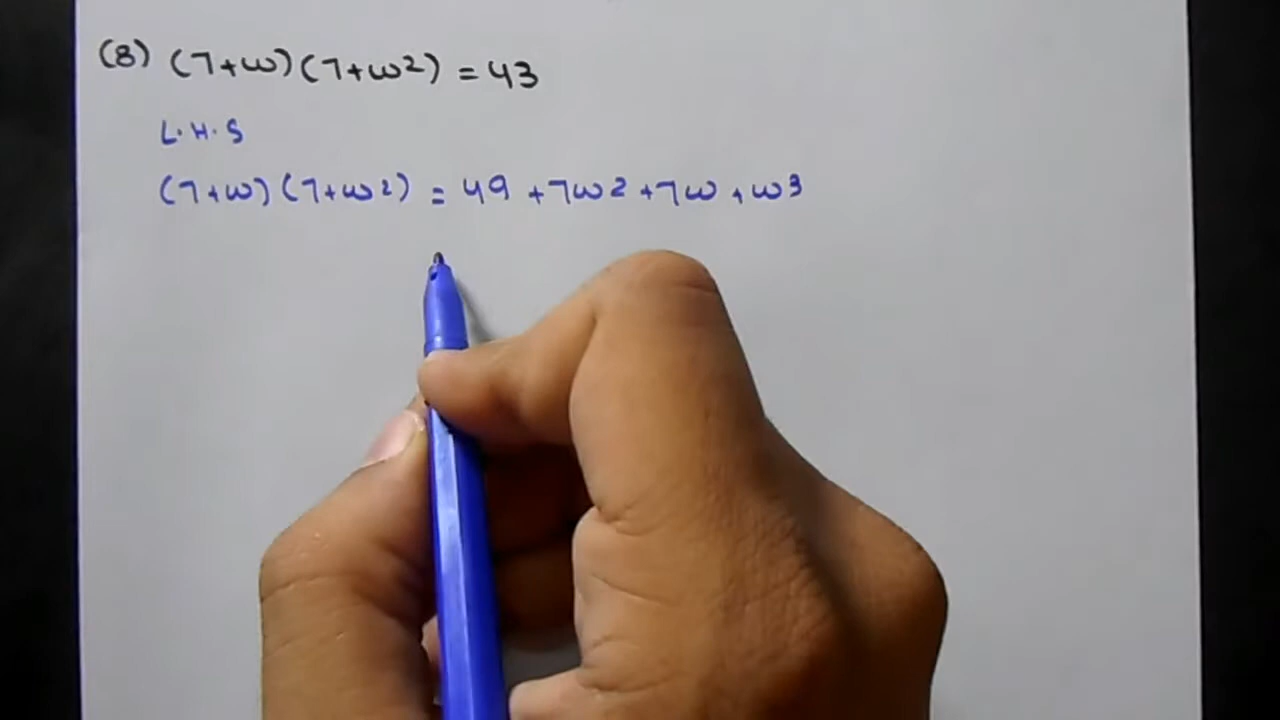 (8) (7+ω)(7+ω2) = 43
L.H.S
(7+ω)(7+ω2) = 49 +7ω2 +7ω +ω3